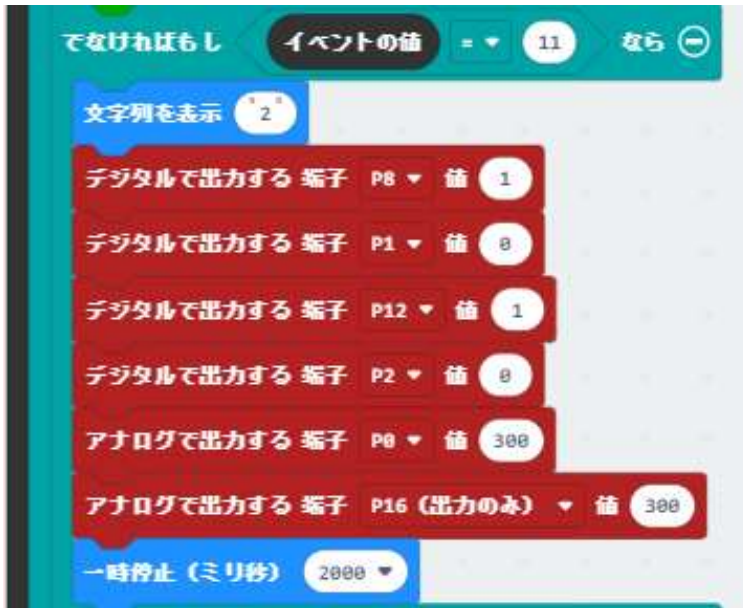 でなければもし イベントの値 = 11 なら
文字列を表示 "2"
デジタルで出力する 端子 P8 値 1
デジタルで出力する 端子 P1 値 0
デジタルで出力する 端子 P12 値 1
デジタルで出力する 端子 P2 値 0
アナログで出力する 端子 P0 値 300
アナログで出力する 端子 P16（出力のみ） 値 300
一時停止（ミリ秒） 2000